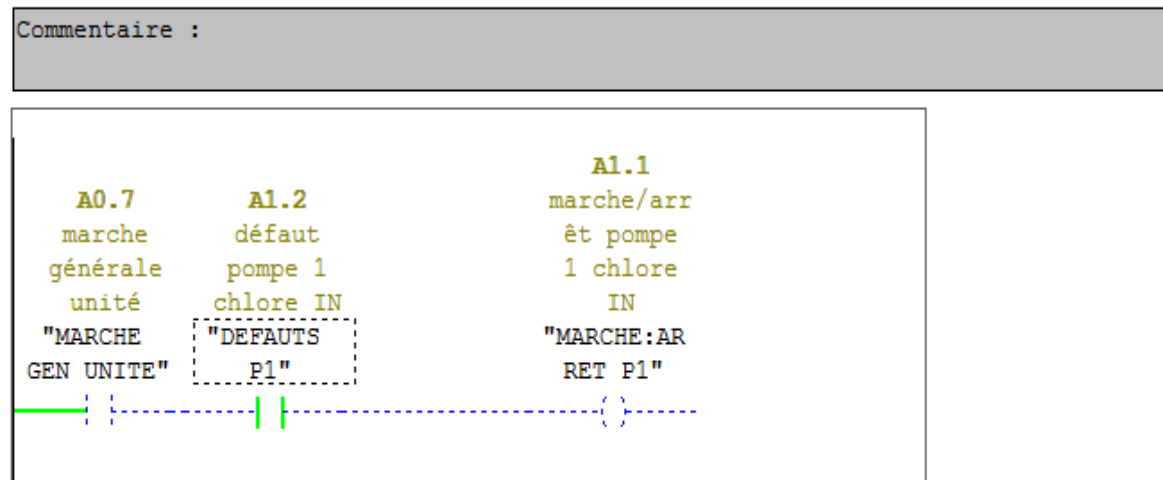 Commentaire :
A0.7
marche
générale
unité
"MARCHE
GEN UNITE"
A1.2
défaut
pompe 1
chlore IN
"DEFAUTS
P1"
A1.1
marche/arr
êt pompe
1 chlore
IN
"MARCHE:AR
RET P1"